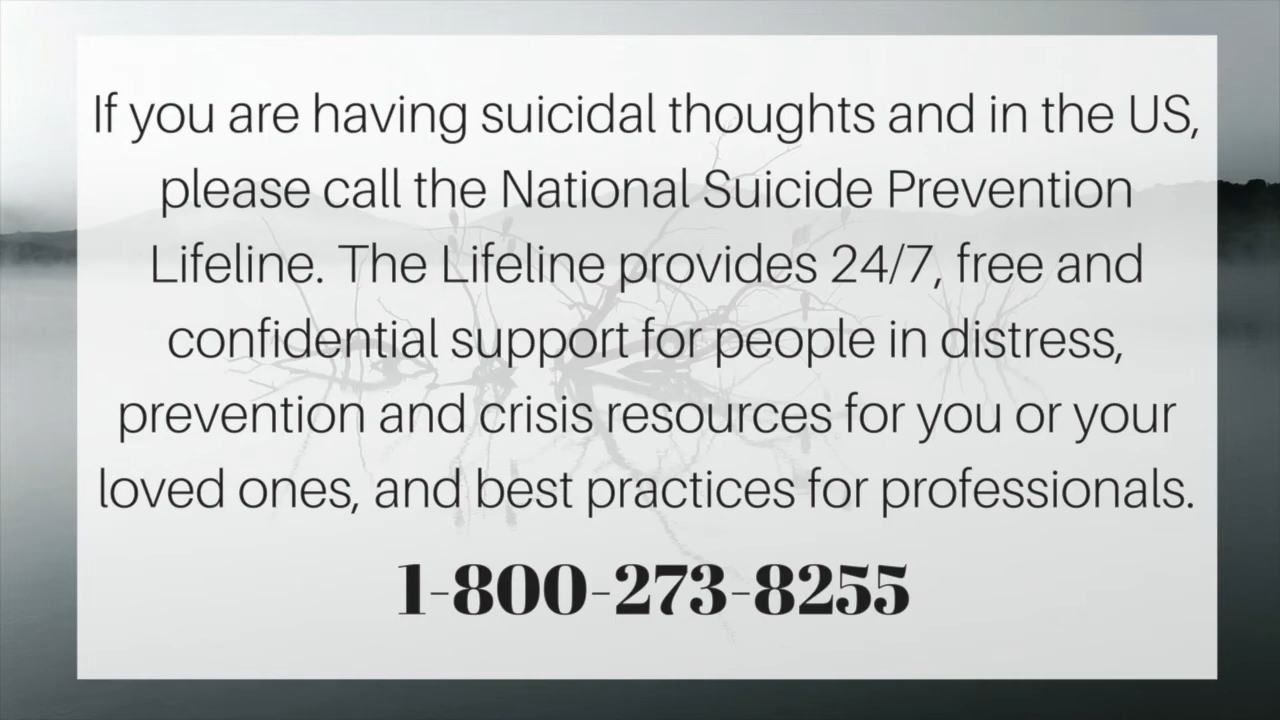 If you are having suicidal thoughts and in the US,
please call the National Suicide Prevention
Lifeline. The Lifeline provides 24/7, free and
confidential support for people in distress,
prevention and crisis resources for you or your
loved ones, and best practices for professionals.
1-800-273-8255